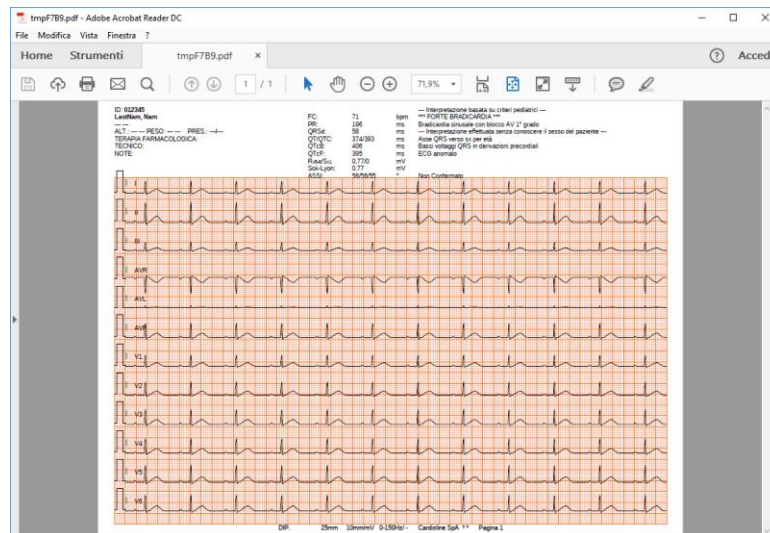 tmpF7B9.pdf - Adobe Acrobat Reader DC
File Modifica Vista Finestra ?
Home Strumenti tmpF7B9.pdf × ? Acced
1 / 1 71,9%
ID: 012345
LastNam, Nam
--- ---
ALT.: --- --- PESO: --- --- PRES.: ---/---
TERAPIA FARMACOLOGICA:
TECNICO:
NOTE:
FC: 71 bpm
PR: 196 ms
QRSd: 58 ms
QT/QTC: 374/393 ms
QTcB: 406 ms
QTcF: 395 ms
0,77/0 mV
Sok-Lyon: 0,77 mV
ASSI: 56/56/55 °
--- Interpretazione basata su criteri pediatrici ---
*** FORTE BRADICARDIA ***
Bradicardia sinusale con blocco AV 1° grado
--- Interpretazione effettuata senza conoscere il sesso del paziente ---
Asse QRS verso sx per età
Bassi voltaggi QRS in derivazioni precordiali
ECG anomalo
Non Confermato
I
II
III
AVR
AVL
AVF
V1
V2
V3
V4
V5
V6
DIP. 25mm 10mm/mV 0-150Hz/ - Cardioline SpA * * Pagina 1